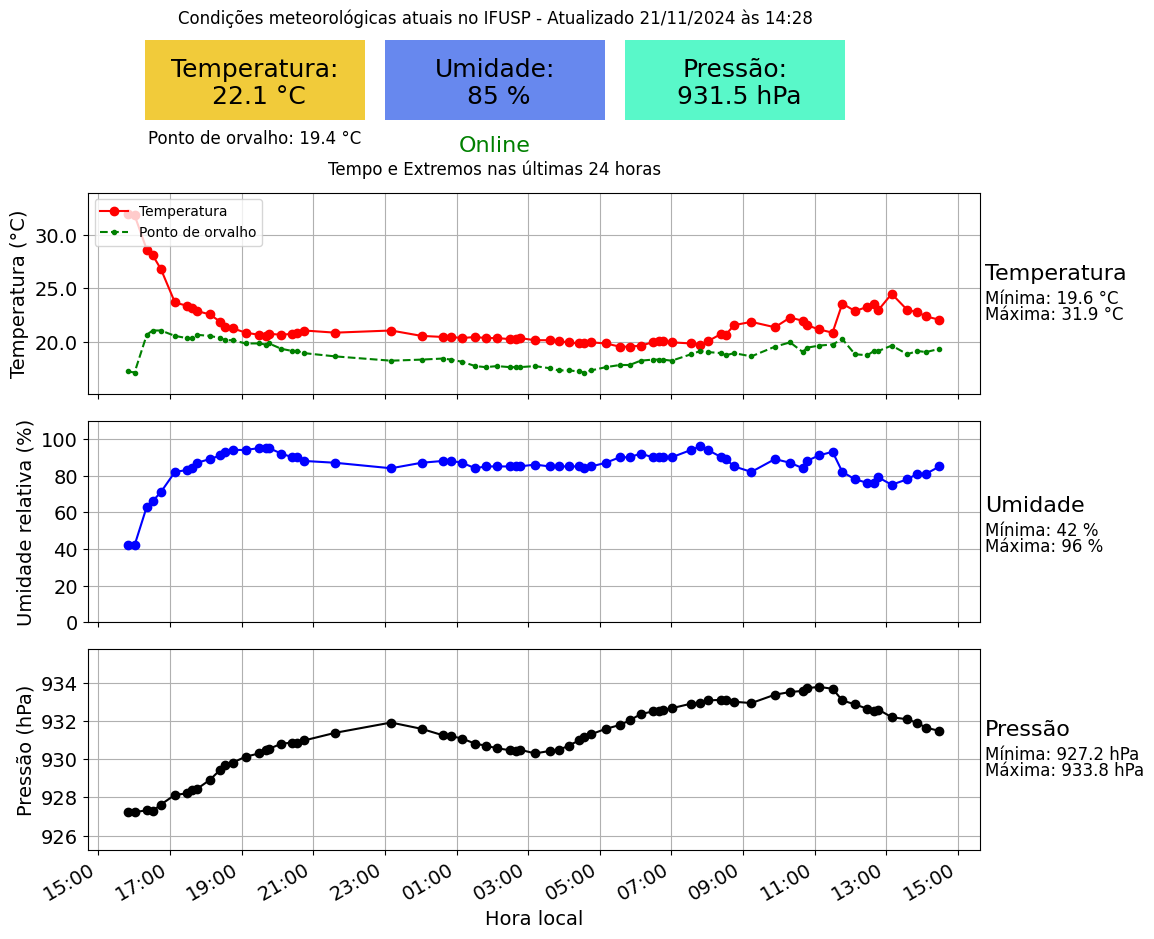 Condições meteorológicas atuais no IFUSP - Atualizado 21/11/2024 às 14:28
Temperatura:
22.1 °C
Umidade:
85 %
Pressão:
931.5 hPa
Ponto de orvalho: 19.4 °C
Online
Tempo e Extremos nas últimas 24 horas
Temperatura (°C)
30.0
25.0
20.0
Temperatura
Ponto de orvalho
Temperatura
Mínima: 19.6 °C
Máxima: 31.9 °C
Umidade relativa (%)
100
80
60
40
20
0
Umidade
Mínima: 42 %
Máxima: 96 %
Pressão (hPa)
934
932
930
928
926
Pressão
Mínima: 927.2 hPa
Máxima: 933.8 hPa
15:00 17:00 19:00 21:00 23:00 01:00 03:00 05:00 07:00 09:00 11:00 13:00 15:00
Hora local